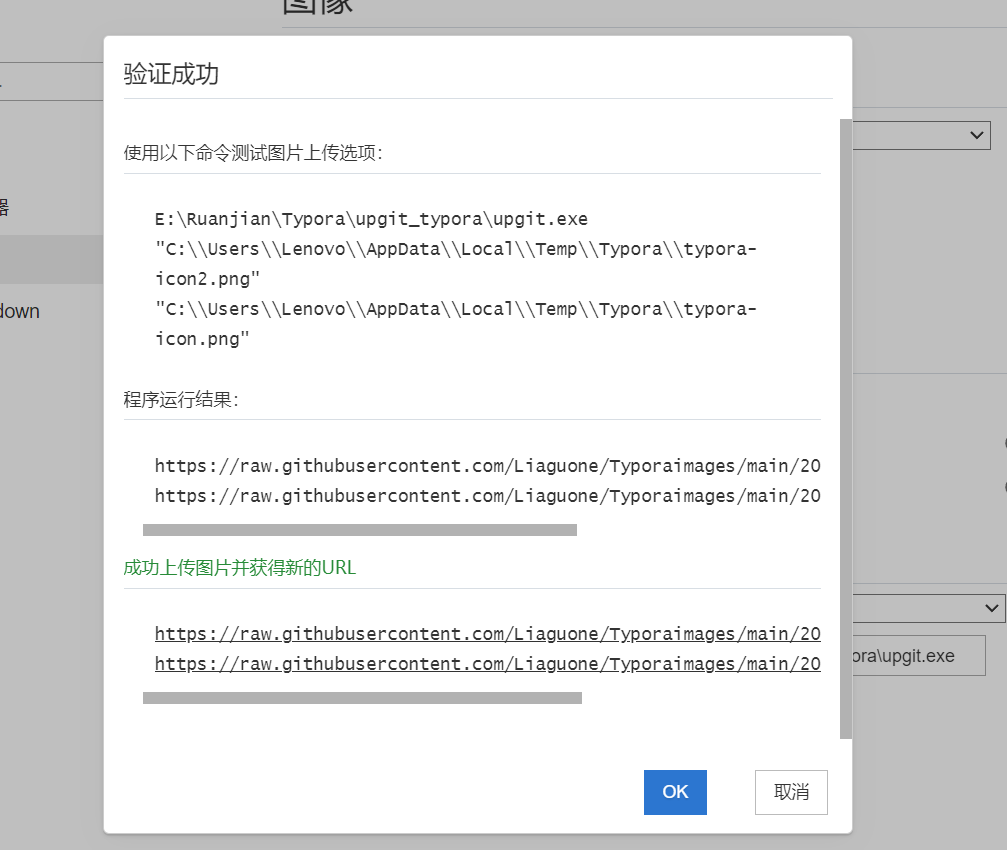 图像
验证成功
使用以下命令测试图片上传选项：
E:\Ruanjian\Typora\upgit_typora\upgit.exe
"C:\\Users\\Lenovo\\AppData\\Local\\Temp\\Typora\\typora-
icon2.png"
"C:\\Users\\Lenovo\\AppData\\Local\\Temp\\Typora\\typora-
icon.png"
程序运行结果：
https://raw.githubusercontent.com/Liaguone/Typoraimages/main/20
https://raw.githubusercontent.com/Liaguone/Typoraimages/main/20
成功上传图片并获得新的URL
https://raw.githubusercontent.com/Liaguone/Typoraimages/main/20
https://raw.githubusercontent.com/Liaguone/Typoraimages/main/20
OK
取消
器
down
ora\upgit.exe